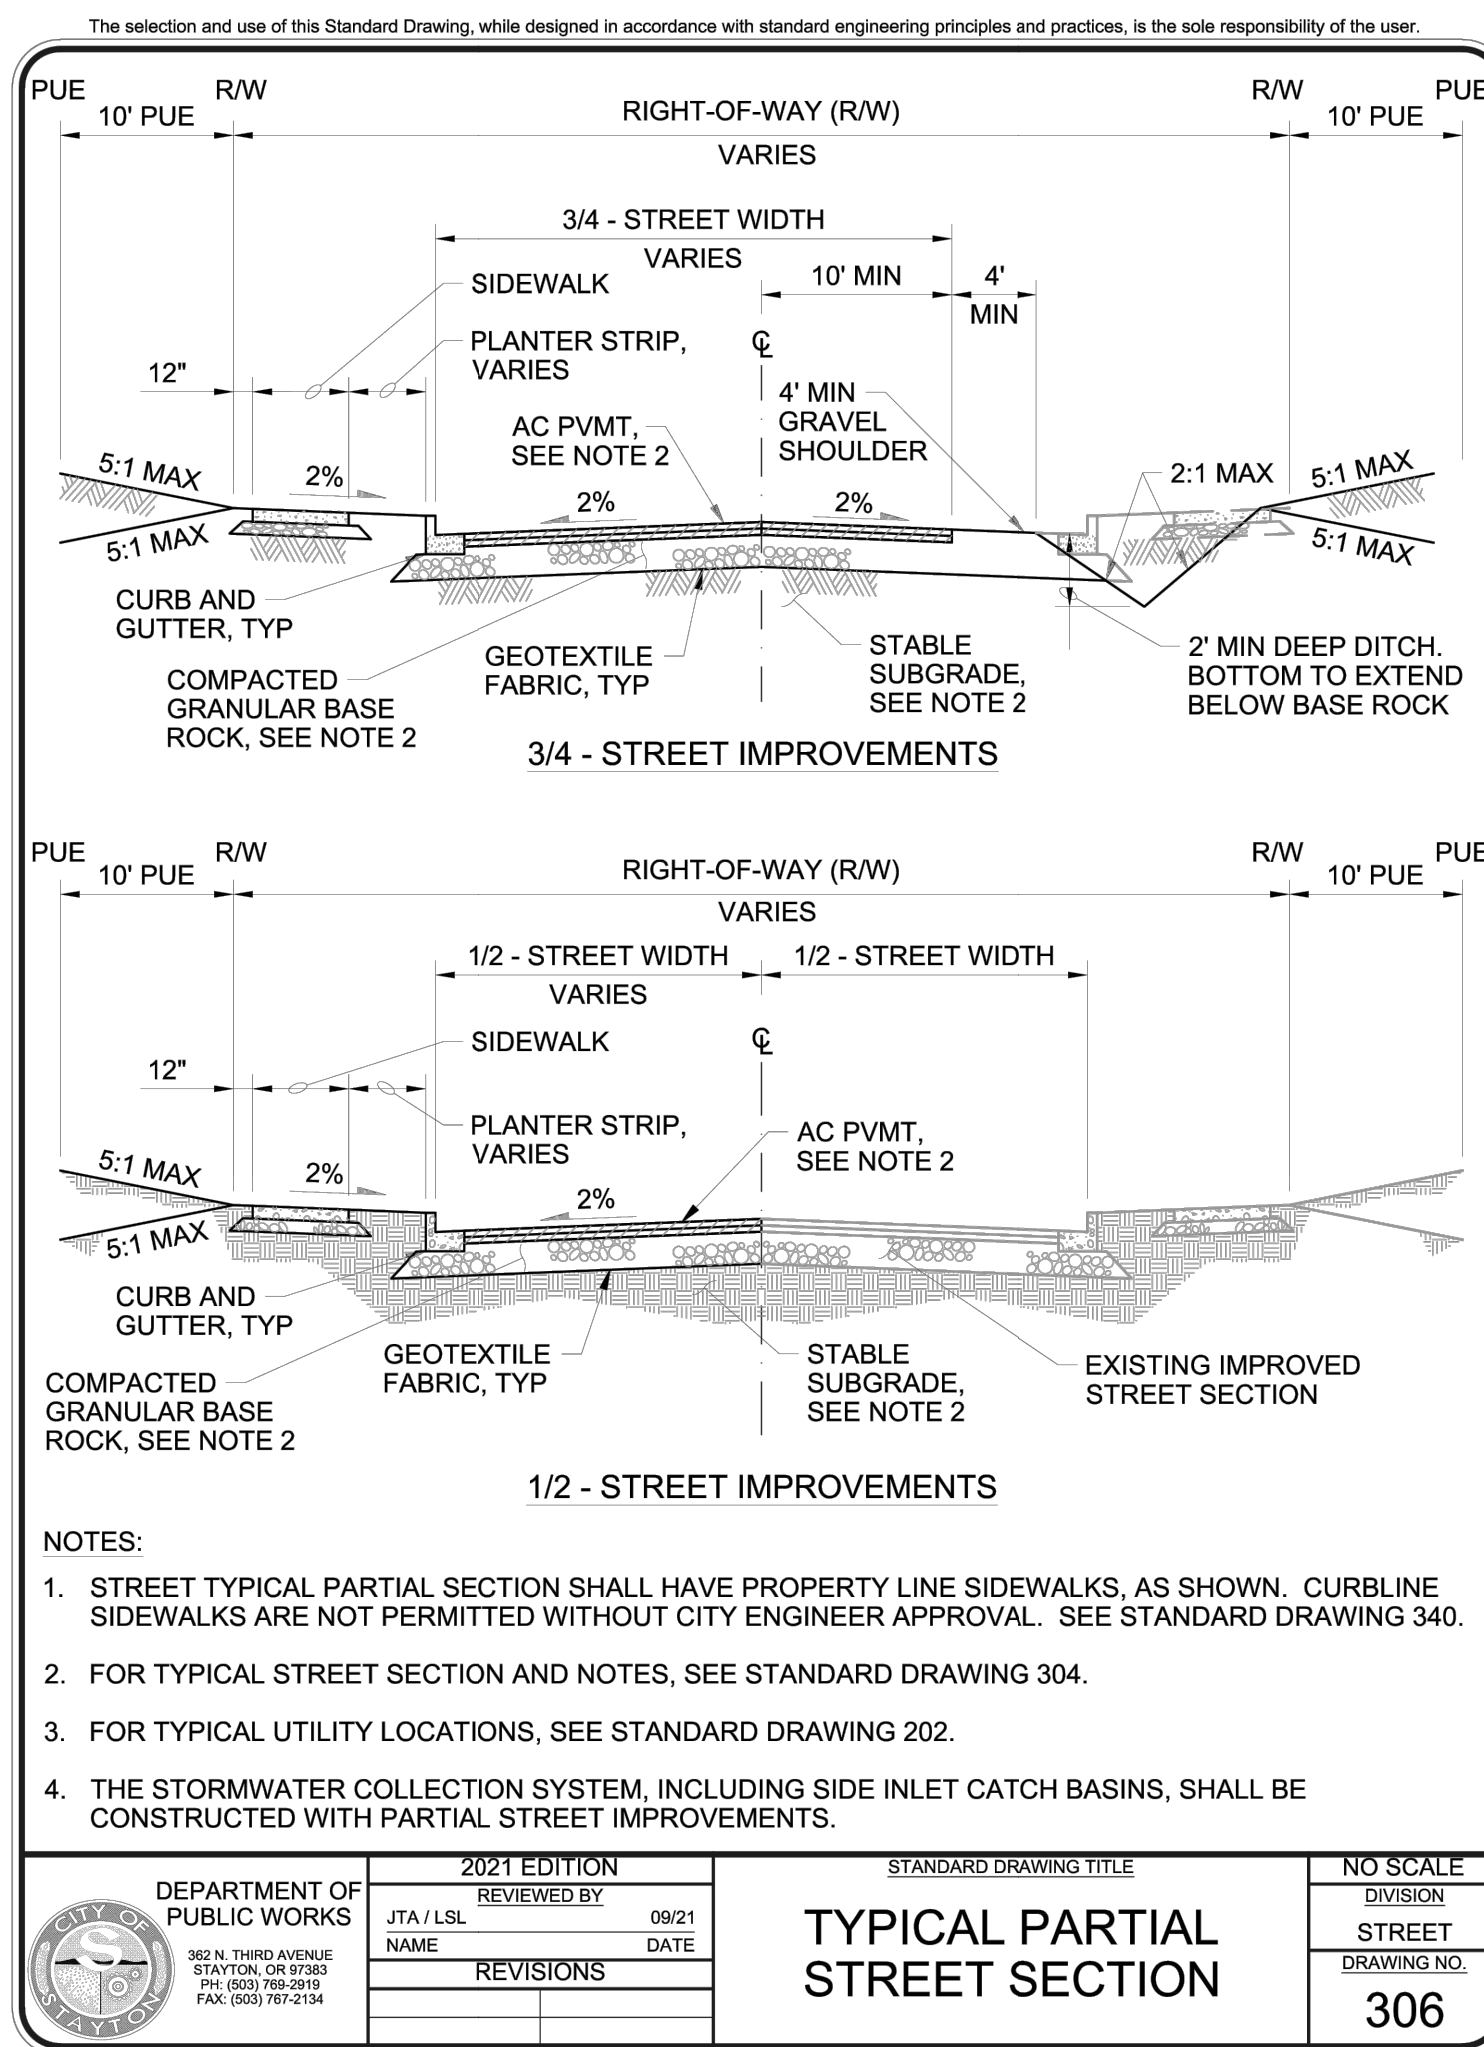 The selection and use of this Standard Drawing, while designed in accordance with standard engineering principles and practices, is the sole responsibility of the user.
PUE R/W R/W PUE
10' PUE RIGHT-OF-WAY (R/W) 10' PUE
VARIES
3/4 - STREET WIDTH
VARIES
10' MIN 4'
MIN
SIDEWALK
PLANTER STRIP,
VARIES
℄
12"
4' MIN
GRAVEL
SHOULDER
AC PVMT,
SEE NOTE 2
5:1 MAX
2%
2%
2%
2:1 MAX
5:1 MAX
5:1 MAX
5:1 MAX
CURB AND
GUTTER, TYP
COMPACTED
GRANULAR BASE
ROCK, SEE NOTE 2
GEOTEXTILE
FABRIC, TYP
STABLE
SUBGRADE,
SEE NOTE 2
2' MIN DEEP DITCH.
BOTTOM TO EXTEND
BELOW BASE ROCK
3/4 - STREET IMPROVEMENTS
PUE R/W R/W PUE
10' PUE RIGHT-OF-WAY (R/W) 10' PUE
VARIES
1/2 - STREET WIDTH 1/2 - STREET WIDTH
VARIES
SIDEWALK
℄
12"
PLANTER STRIP,
VARIES
AC PVMT,
SEE NOTE 2
5:1 MAX
2%
2%
5:1 MAX
CURB AND
GUTTER, TYP
COMPACTED
GRANULAR BASE
ROCK, SEE NOTE 2
GEOTEXTILE
FABRIC, TYP
STABLE
SUBGRADE,
SEE NOTE 2
EXISTING IMPROVED
STREET SECTION
1/2 - STREET IMPROVEMENTS
NOTES:
1. STREET TYPICAL PARTIAL SECTION SHALL HAVE PROPERTY LINE SIDEWALKS, AS SHOWN. CURBLINE
SIDEWALKS ARE NOT PERMITTED WITHOUT CITY ENGINEER APPROVAL. SEE STANDARD DRAWING 340.
2. FOR TYPICAL STREET SECTION AND NOTES, SEE STANDARD DRAWING 304.
3. FOR TYPICAL UTILITY LOCATIONS, SEE STANDARD DRAWING 202.
4. THE STORMWATER COLLECTION SYSTEM, INCLUDING SIDE INLET CATCH BASINS, SHALL BE
CONSTRUCTED WITH PARTIAL STREET IMPROVEMENTS.
CITY OF
S
STAYTON
DEPARTMENT OF
PUBLIC WORKS
362 N. THIRD AVENUE
STAYTON, OR 97383
PH: (503) 769-2919
FAX: (503) 767-2134
2021 EDITION
REVIEWED BY
JTA / LSL 09/21
NAME DATE
REVISIONS
STANDARD DRAWING TITLE
TYPICAL PARTIAL
STREET SECTION
NO SCALE
DIVISION
STREET
DRAWING NO.
306